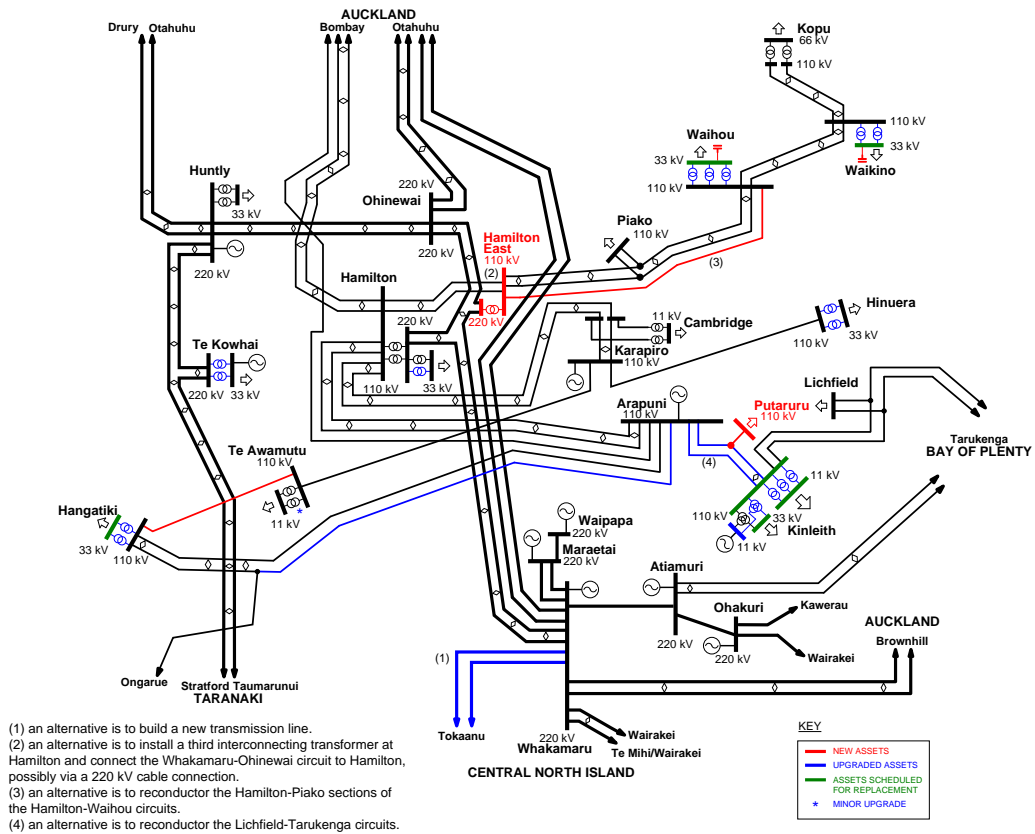 AUCKLAND
Drury Otahuhu
Bombay
Otahuhu
Kopu
66 kV
110 kV
110 kV
33 kV
Waikino
Waihou
33 kV
110 kV
Huntly
33 kV
220 kV
220 kV
Ohinewai
220 kV
Piako
110 kV
Hamilton
East
110 kV
(2)
220 kV
(3)
Hamilton
220 kV
110 kV
33 kV
Te Kowhai
220 kV
33 kV
11 kV
Cambridge
Karapiro
110 kV
Hinuera
110 kV
33 kV
Lichfield
Arapuni
110 kV
Putaruru
110 kV
(4)
Tarukenga
BAY OF PLENTY
Te Awamutu
110 kV
11 kV
*
Hangatiki
33 kV
110 kV
11 kV
110 kV
33 kV
Kinleith
11 kV
Waipapa
220 kV
Maraetai
220 kV
Atiamuri
220 kV
Ohakuri
220 kV
Kawerau
Wairakei
AUCKLAND
Brownhill
(1)
Ongarue
Stratford Taumarunui
TARANAKI
Tokaanu
220 kV
Whakamaru
Wairakei
Te Mihi/Wairakei
CENTRAL NORTH ISLAND
(1) an alternative is to build a new transmission line.
(2) an alternative is to install a third interconnecting transformer at
Hamilton and connect the Whakamaru-Ohinewai circuit to Hamilton,
possibly via a 220 kV cable connection.
(3) an alternative is to reconductor the Hamilton-Piako sections of
the Hamilton-Waihou circuits.
(4) an alternative is to reconductor the Lichfield-Tarukenga circuits.
KEY
NEW ASSETS
UPGRADED ASSETS
ASSETS SCHEDULED
FOR REPLACEMENT
* MINOR UPGRADE